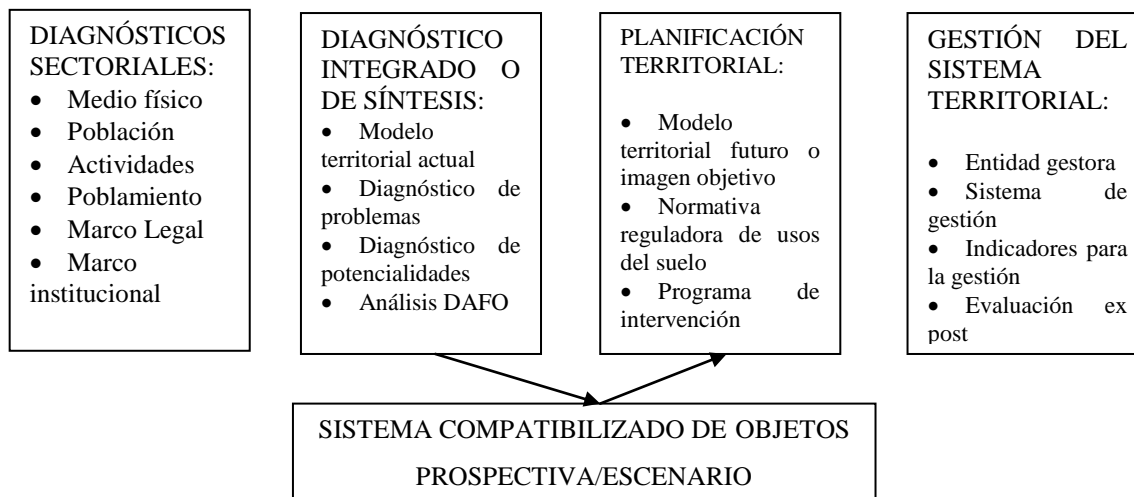 DIAGNÓSTICOS
SECTORIALES:
• Medio físico
• Población
• Actividades
• Poblamiento
• Marco Legal
• Marco
institucional
DIAGNÓSTICO
INTEGRADO O
DE SÍNTESIS:
• Modelo
territorial actual
• Diagnóstico de
problemas
• Diagnóstico de
potencialidades
• Análisis DAFO
PLANIFICACIÓN
TERRITORIAL:
• Modelo
territorial futuro o
imagen objetivo
• Normativa
reguladora de usos
del suelo
• Programa de
intervención
GESTIÓN DEL
SISTEMA
TERRITORIAL:
• Entidad gestora
• Sistema de
gestión
• Indicadores para
la gestión
• Evaluación ex
post
SISTEMA COMPATIBILIZADO DE OBJETOS
PROSPECTIVA/ESCENARIO